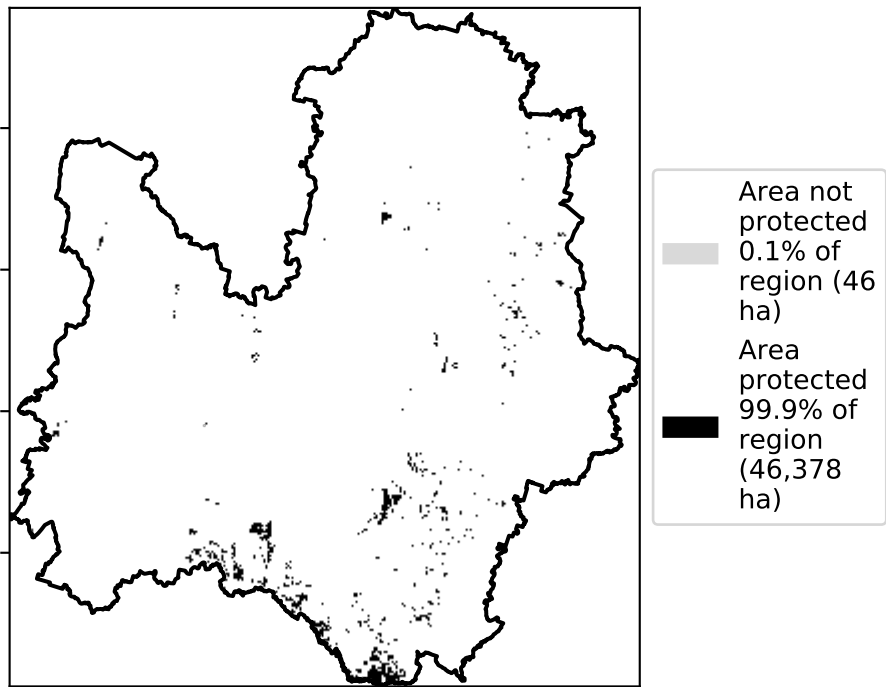 Area not
protected
0.1% of
region (46
ha)
Area
protected
99.9% of
region
(46,378
ha)